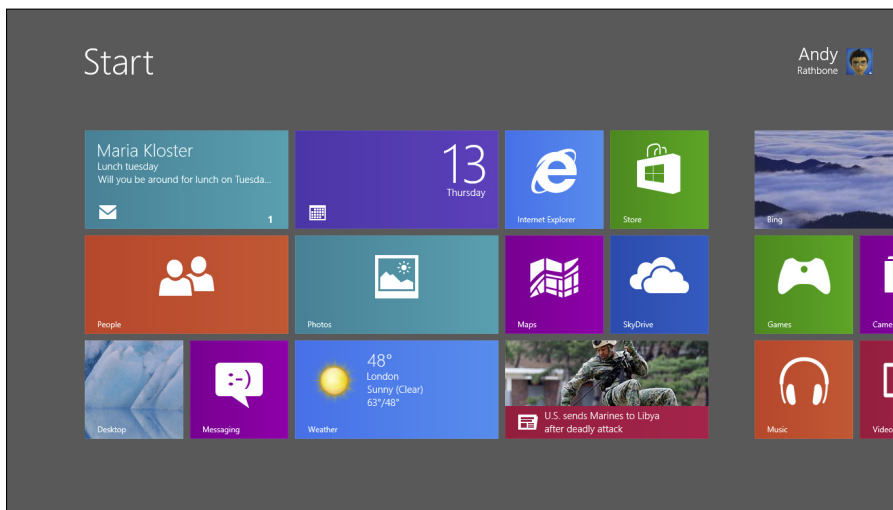 Start
Andy
Rathbone
Maria Kloster
Lunch tuesday
Will you be around for lunch on Tuesda...
1
13
Thursday
Internet Explorer
Store
Bing
People
Photos
Maps
SkyDrive
Games
Came
Desktop
:-)
Messaging
48°
London
Sunny (Clear)
63°/48°
Weather
U.S. sends Marines to Libya
after deadly attack
Music
Video